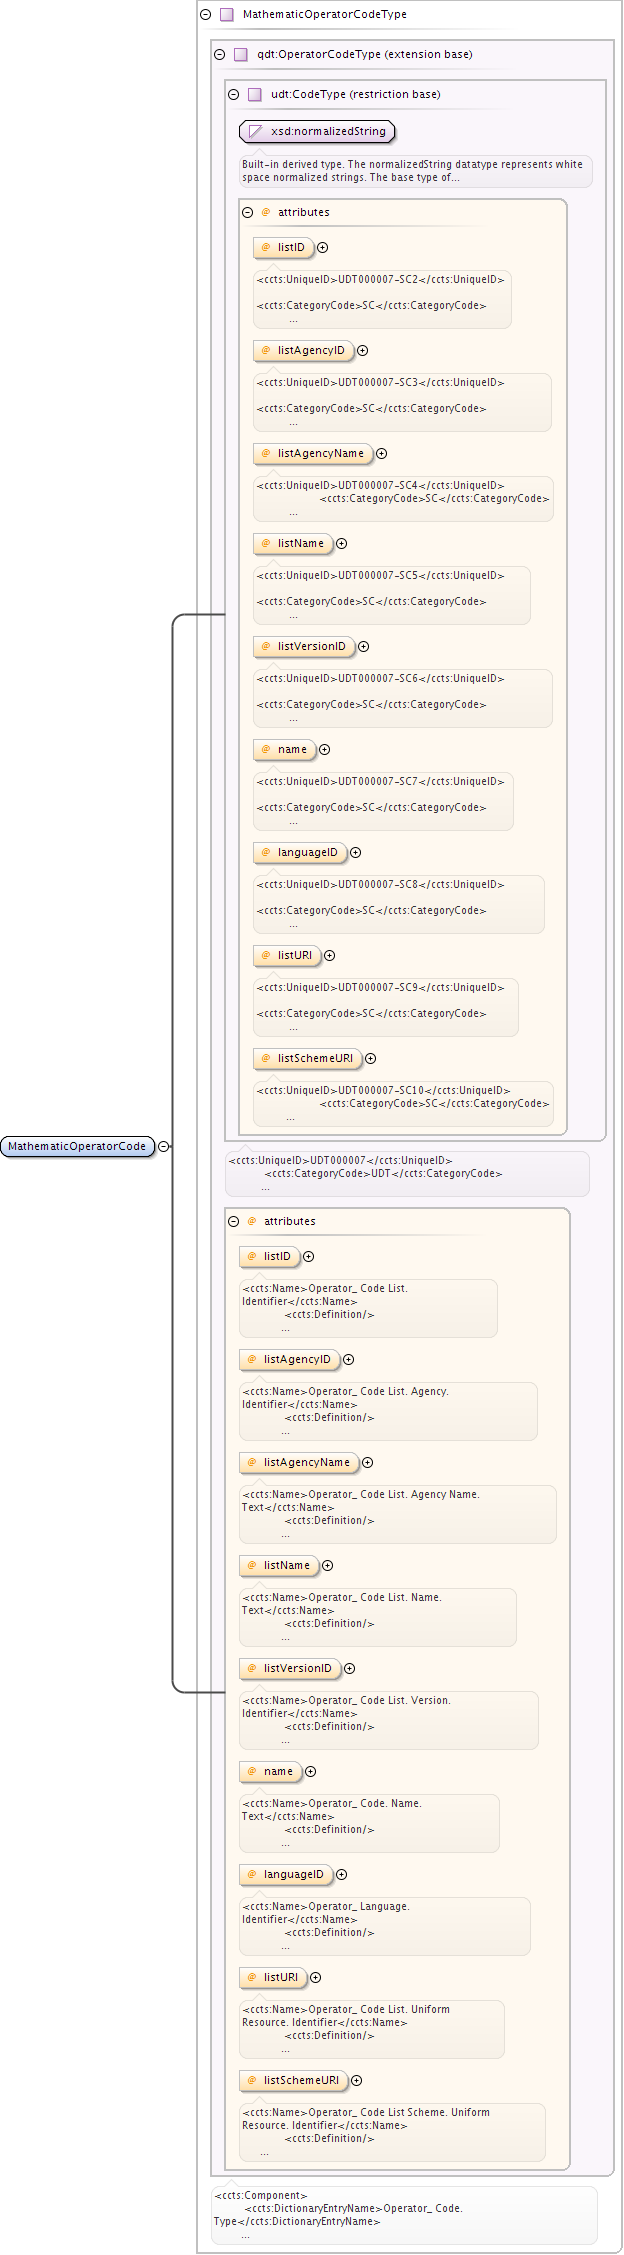 MathematicOperatorCodeType
qdt:OperatorCodeType (extension base)
udt:CodeType (restriction base)
xsd:normalizedString
Built-in derived type. The normalizedString datatype represents white
space normalized strings. The base type of...
@ attributes
@ listID
<ccts:UniqueID>UDT000007-SC2</ccts:UniqueID>
<ccts:CategoryCode>SC</ccts:CategoryCode>
...
@ listAgencyID
<ccts:UniqueID>UDT000007-SC3</ccts:UniqueID>
<ccts:CategoryCode>SC</ccts:CategoryCode>
...
@ listAgencyName
<ccts:UniqueID>UDT000007-SC4</ccts:UniqueID>
<ccts:CategoryCode>SC</ccts:CategoryCode>
...
@ listName
<ccts:UniqueID>UDT000007-SC5</ccts:UniqueID>
<ccts:CategoryCode>SC</ccts:CategoryCode>
...
@ listVersionID
<ccts:UniqueID>UDT000007-SC6</ccts:UniqueID>
<ccts:CategoryCode>SC</ccts:CategoryCode>
...
@ name
<ccts:UniqueID>UDT000007-SC7</ccts:UniqueID>
<ccts:CategoryCode>SC</ccts:CategoryCode>
...
@ languageID
<ccts:UniqueID>UDT000007-SC8</ccts:UniqueID>
<ccts:CategoryCode>SC</ccts:CategoryCode>
...
@ listURI
<ccts:UniqueID>UDT000007-SC9</ccts:UniqueID>
<ccts:CategoryCode>SC</ccts:CategoryCode>
...
@ listSchemeURI
<ccts:UniqueID>UDT000007-SC10</ccts:UniqueID>
<ccts:CategoryCode>SC</ccts:CategoryCode>
...
MathematicOperatorCode
<ccts:UniqueID>UDT000007</ccts:UniqueID>
<ccts:CategoryCode>UDT</ccts:CategoryCode>
...
@ attributes
@ listID
<ccts:Name>Operator_ Code List.
Identifier</ccts:Name>
<ccts:Definition/>
...
@ listAgencyID
<ccts:Name>Operator_ Code List. Agency.
Identifier</ccts:Name>
<ccts:Definition/>
...
@ listAgencyName
<ccts:Name>Operator_ Code List. Agency Name.
Text</ccts:Name>
<ccts:Definition/>
...
@ listName
<ccts:Name>Operator_ Code List. Name.
Text</ccts:Name>
<ccts:Definition/>
...
@ listVersionID
<ccts:Name>Operator_ Code List. Version.
Identifier</ccts:Name>
<ccts:Definition/>
...
@ name
<ccts:Name>Operator_ Code. Name.
Text</ccts:Name>
<ccts:Definition/>
...
@ languageID
<ccts:Name>Operator_ Language.
Identifier</ccts:Name>
<ccts:Definition/>
...
@ listURI
<ccts:Name>Operator_ Code List. Uniform
Resource. Identifier</ccts:Name>
<ccts:Definition/>
...
@ listSchemeURI
<ccts:Name>Operator_ Code List Scheme. Uniform
Resource. Identifier</ccts:Name>
<ccts:Definition/>
...
<ccts:Component>
<ccts:DictionaryEntryName>Operator_ Code.
Type</ccts:DictionaryEntryName>
...